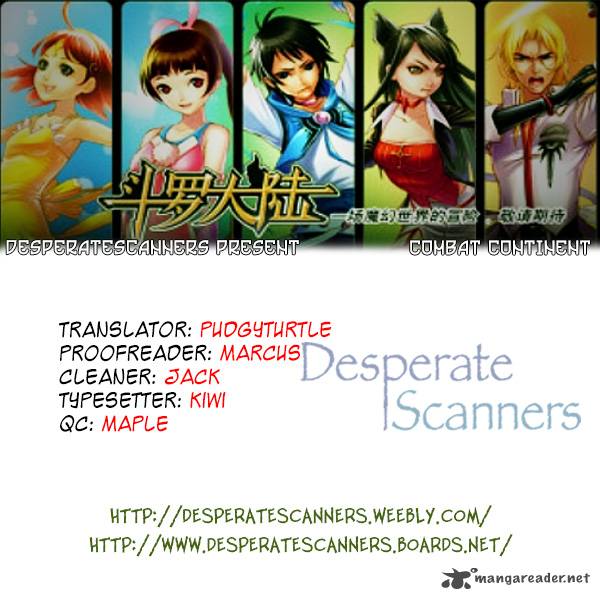 斗罗大陆
一场魔幻世界的冒险 敬请期待
DESPERATESCANNERS PRESENT
COMBAT CONTINENT
TRANSLATOR: PUDGYTURTLE
PROOFREADER: MARCUS
CLEANER: JACK
TYPESETTER: KIWI
QC: MAPLE
Desperate
Scanners
HTTP://DESPERATESCANNERS.WEEBLY.COM/
HTTP://WWW.DESPERATESCANNERS.BOARDS.NET/
mangareader.net